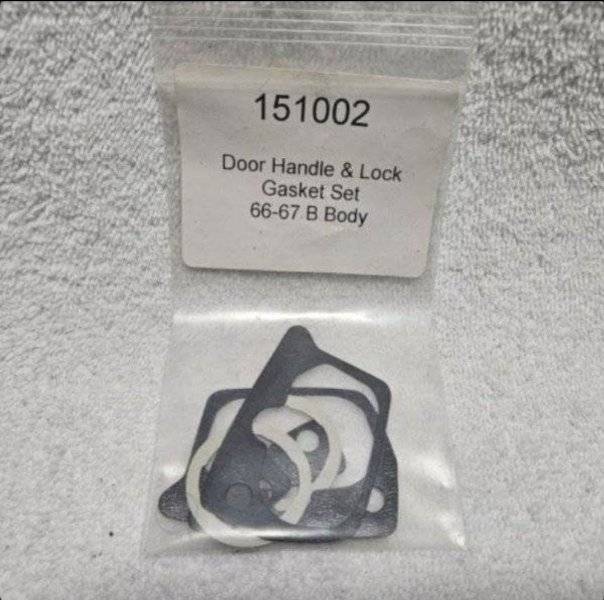 151002
Door Handle & Lock
Gasket Set
66-67 B Body